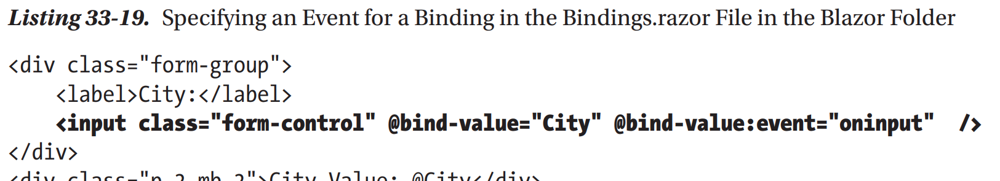 Listing 33-19. Specifying an Event for a Binding in the Bindings.razor File in the Blazor Folder
<div class="form-group">
    <label>City:</label>
    <input class="form-control" @bind-value="City" @bind-value:event="oninput"  />
</div>
<div class="p-2 mb-2">City Value: @City</div>